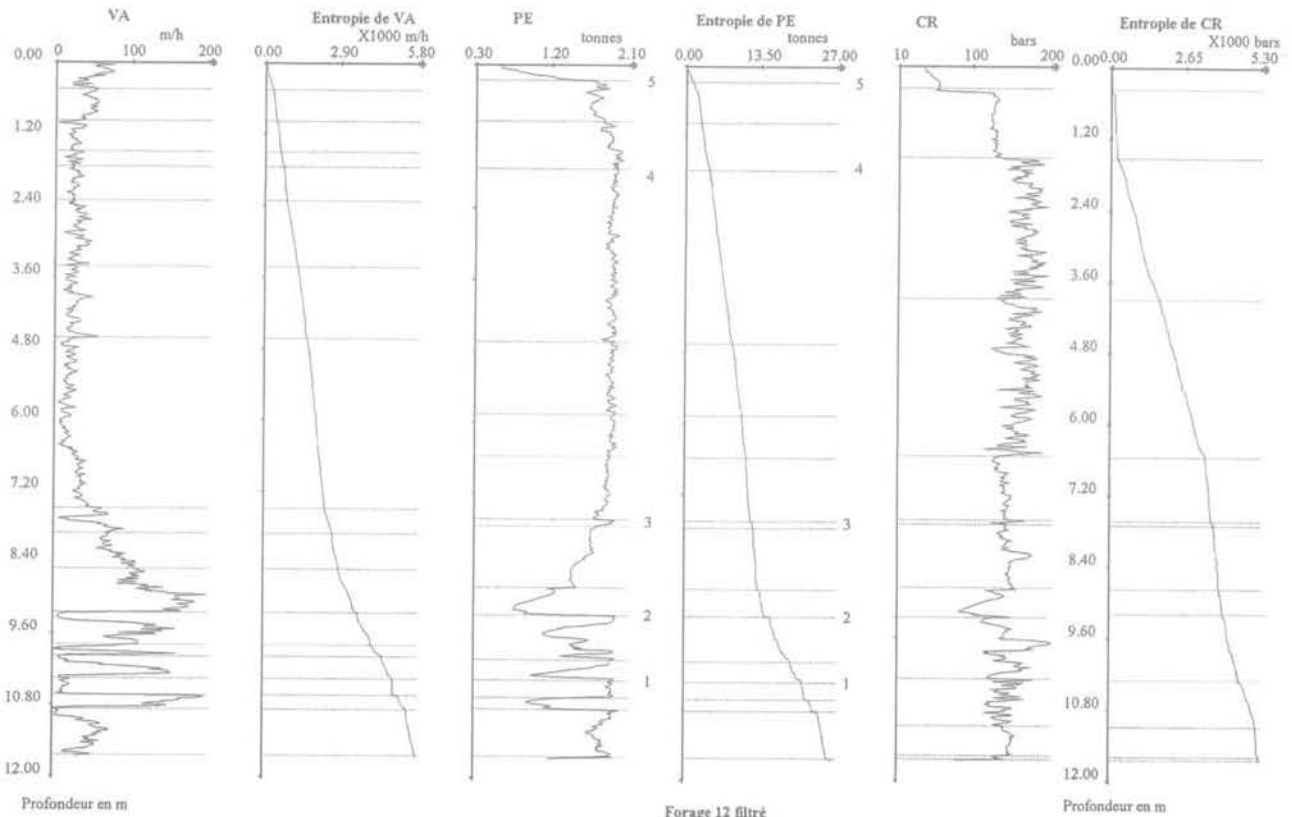 VA
m/h
0 100 200
Entropie de VA
X1000 m/h
0.00 2.90 5.80
PE
tonnes
0.30 1.20 2.10
Entropie de PE
tonnes
0.00 13.50 27.00
CR
bars
10 100 200
Entropie de CR
X1000 bars
0.00 2.65 5.30
0.00
1.20
2.40
3.60
4.80
6.00
7.20
8.40
9.60
10.80
12.00
5
4
3
2
1
5
4
3
2
1
0.00
1.20
2.40
3.60
4.80
6.00
7.20
8.40
9.60
10.80
12.00
Profondeur en m
Forage 12 filtré
Profondeur en m